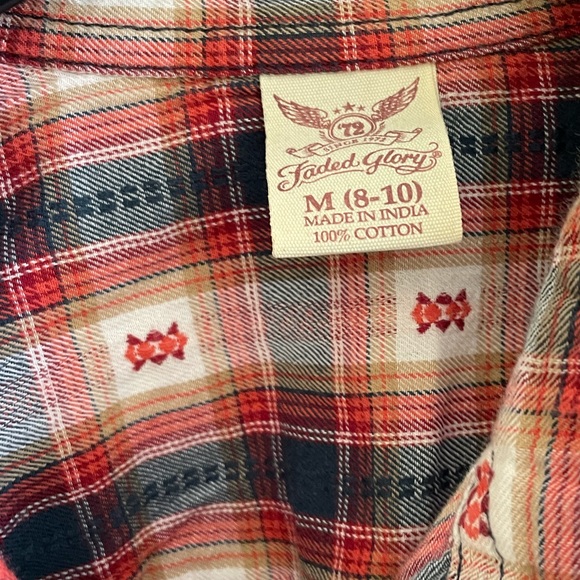 72
SINCE 1972
Faded Glory
M (8-10)
MADE IN INDIA
100% COTTON